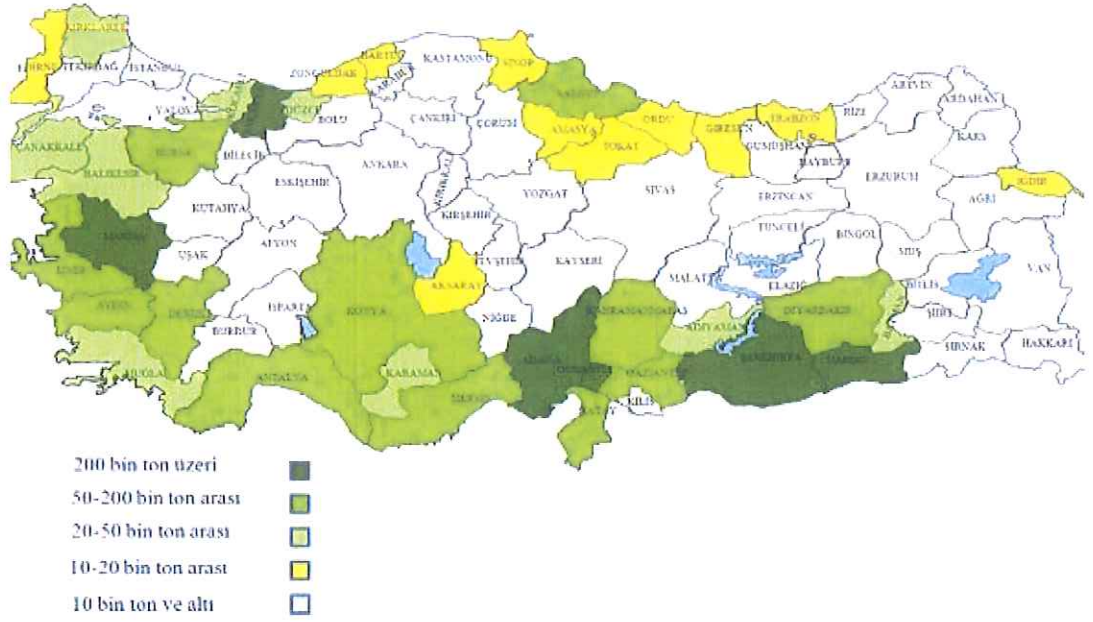 KIRKLARELİ
EDİRNE
TEKİRDAĞ
İSTANBUL
YALOVA
ÇANAKKALE
BALIKESİR
BURSA
BİLECİK
DÜZCE
BOLU
ZONGULDAK
BARTIN
KARABÜK
KASTAMONU
SİNOP
ÇANKIRI
ÇORUM
SAMSUN
AMASYA
TOKAT
ORDU
GİRESUN
TRABZON
GÜMÜŞHANE
BAYBURT
RİZE
ARTVİN
ARDAHAN
KARS
IĞDIR
AĞRI
ERZURUM
ERZİNCAN
SİVAS
YOZGAT
KIRIKKALE
ANKARA
ESKİŞEHİR
KÜTAHYA
MANİSA
UŞAK
AFYON
İZMİR
AYDIN
DENİZLİ
MUĞLA
BURDUR
ISPARTA
ANTALYA
KONYA
KARAMAN
MERSİN
AKSARAY
KIRŞEHİR
NEVŞEHİR
NİĞDE
KAYSERİ
ADANA
OSMANİYE
HATAY
KAHRAMANMARAŞ
GAZİANTEP
KİLİS
MALATYA
ADIYAMAN
ŞANLIURFA
ELAZIĞ
TUNCELİ
BİNGÖL
MUŞ
BİTLİS
VAN
DİYARBAKIR
MARDİN
SİİRT
ŞIRNAK
HAKKARİ
200 bin ton üzeri
50-200 bin ton arası
20-50 bin ton arası
10-20 bin ton arası
10 bin ton ve altı